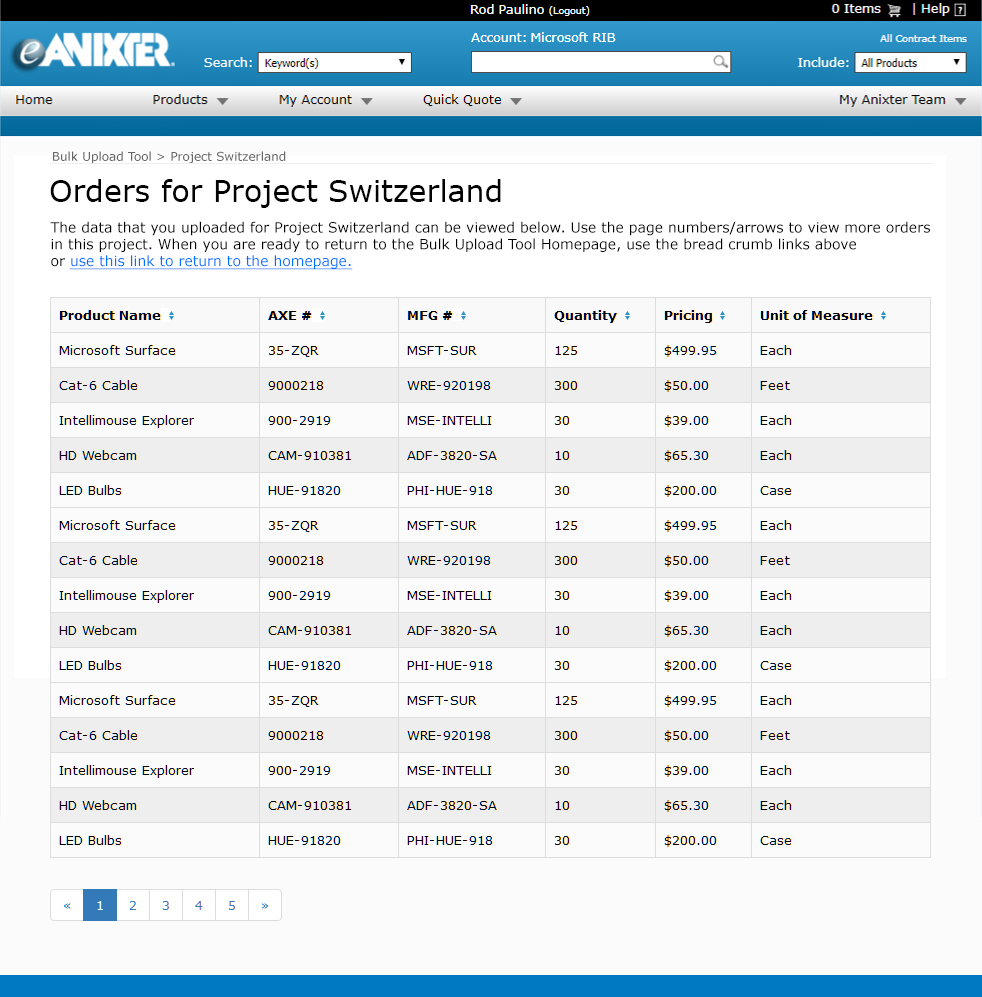 Rod Paulino (Logout)
0 Items | Help ?
eANIXTER
Account: Microsoft RIB
All Contract Items
Search: Keyword(s)
Include: All Products
Home Products My Account Quick Quote My Anixter Team
Bulk Upload Tool > Project Switzerland
Orders for Project Switzerland
The data that you uploaded for Project Switzerland can be viewed below. Use the page numbers/arrows to view more orders
in this project. When you are ready to return to the Bulk Upload Tool Homepage, use the bread crumb links above
or use this link to return to the homepage.
Product Name AXE # MFG # Quantity Pricing Unit of Measure
Microsoft Surface 35-ZQR MSFT-SUR 125 $499.95 Each
Cat-6 Cable 9000218 WRE-920198 300 $50.00 Feet
Intellimouse Explorer 900-2919 MSE-INTELLI 30 $39.00 Each
HD Webcam CAM-910381 ADF-3820-SA 10 $65.30 Each
LED Bulbs HUE-91820 PHI-HUE-918 30 $200.00 Case
Microsoft Surface 35-ZQR MSFT-SUR 125 $499.95 Each
Cat-6 Cable 9000218 WRE-920198 300 $50.00 Feet
Intellimouse Explorer 900-2919 MSE-INTELLI 30 $39.00 Each
HD Webcam CAM-910381 ADF-3820-SA 10 $65.30 Each
LED Bulbs HUE-91820 PHI-HUE-918 30 $200.00 Case
Microsoft Surface 35-ZQR MSFT-SUR 125 $499.95 Each
Cat-6 Cable 9000218 WRE-920198 300 $50.00 Feet
Intellimouse Explorer 900-2919 MSE-INTELLI 30 $39.00 Each
HD Webcam CAM-910381 ADF-3820-SA 10 $65.30 Each
LED Bulbs HUE-91820 PHI-HUE-918 30 $200.00 Case
« 1 2 3 4 5 »